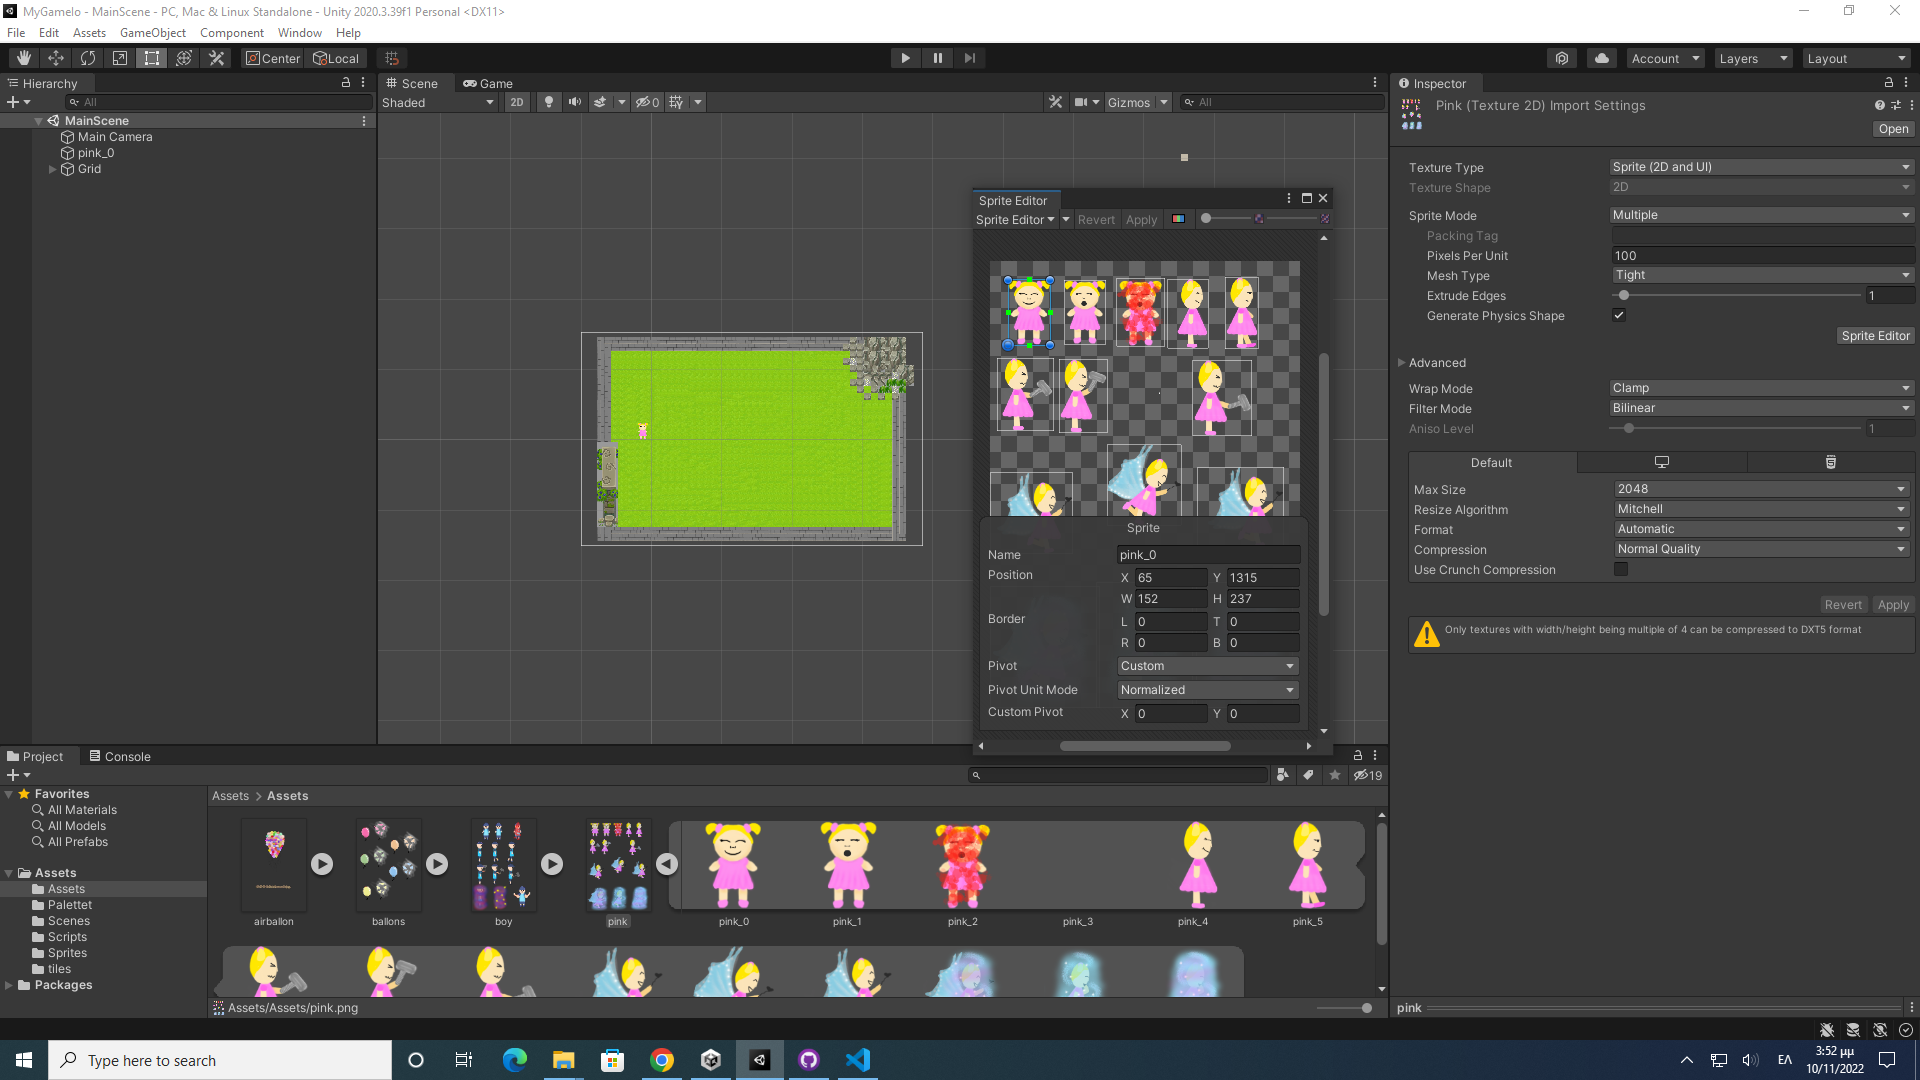 MyGamelo - MainScene - PC, Mac & Linux Standalone - Unity 2020.3.39f1 Personal <DX11>
File Edit Assets GameObject Component Window Help
Center Local
Account Layers Layout
Hierarchy
All
MainScene
Main Camera
pink_0
Grid
Scene Game
Shaded 2D 0 Gizmos All
Sprite Editor
Sprite Editor Revert Apply
Sprite
Name pink_0
Position X 65 Y 1315
W 152 H 237
Border L 0 T 0
R 0 B 0
Pivot Custom
Pivot Unit Mode Normalized
Custom Pivot X 0 Y 0
Inspector
Pink (Texture 2D) Import Settings
Open
Texture Type Sprite (2D and UI)
Texture Shape 2D
Sprite Mode Multiple
Packing Tag
Pixels Per Unit 100
Mesh Type Tight
Extrude Edges 1
Generate Physics Shape
Sprite Editor
Advanced
Wrap Mode Clamp
Filter Mode Bilinear
Aniso Level 1
Default
Max Size 2048
Resize Algorithm Mitchell
Format Automatic
Compression Normal Quality
Use Crunch Compression
Revert Apply
Only textures with width/height being multiple of 4 can be compressed to DXT5 format
pink
Project Console
19
Favorites
All Materials
All Models
All Prefabs
Assets
Assets
Palettet
Scenes
Scripts
Sprites
tiles
Packages
Assets > Assets
airballon ballons boy pink pink_0 pink_1 pink_2 pink_3 pink_4 pink_5
Assets/Assets/pink.png
Type here to search
ΕΛ
3:52 μμ
10/11/2022